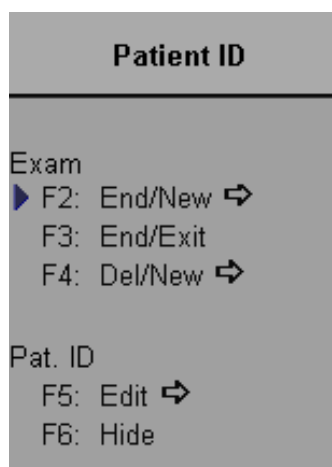 Patient ID
Exam
F2: End/New ➪
F3: End/Exit
F4: Del/New ➪
Pat. ID
F5: Edit ➪
F6: Hide